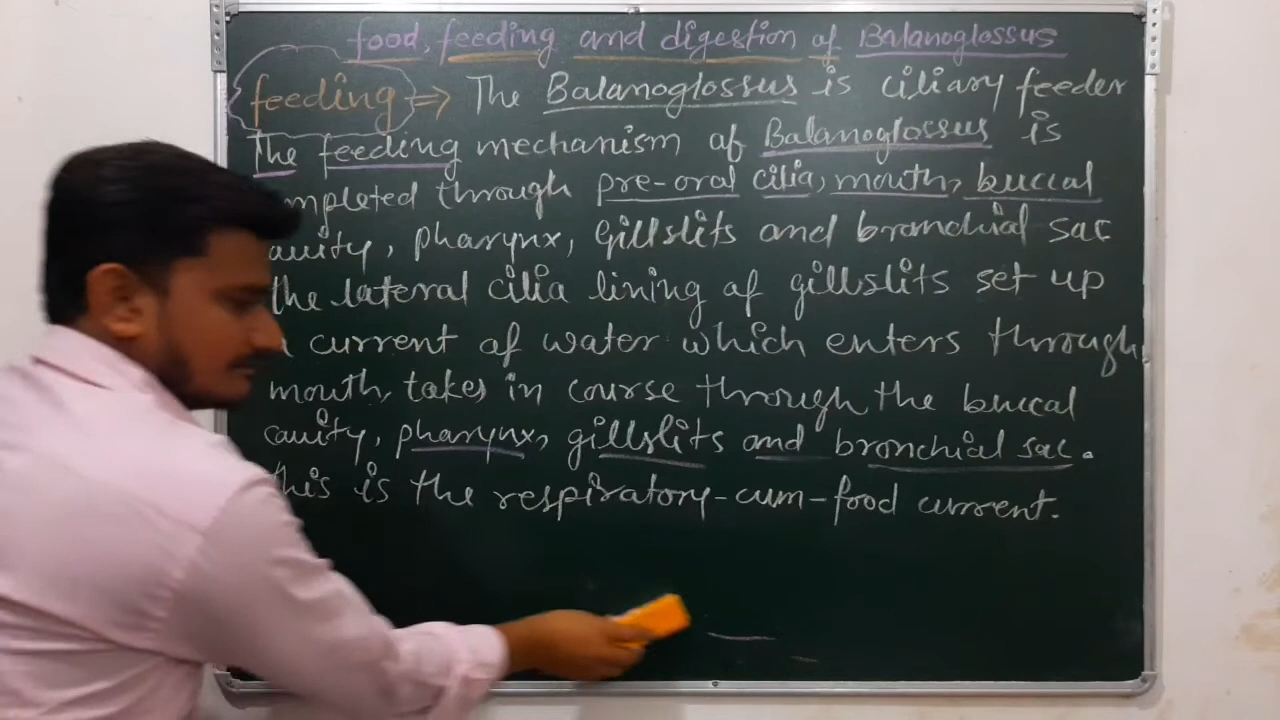 food, feeding and digestion of Balanoglossus
feeding => The Balanoglossus is ciliary feeder
The feeding mechanism of Balanoglossus is
mpleted through pre-oral cilia, mouth, buccal
cavity, pharynx, gillslits and bronchial sac
the lateral cilia lining of gillslits set up
current of water which enters through
mouth, takes in course through the buccal
cavity, pharynx, gillslits and bronchial sac.
This is the respiratory-cum-food current.